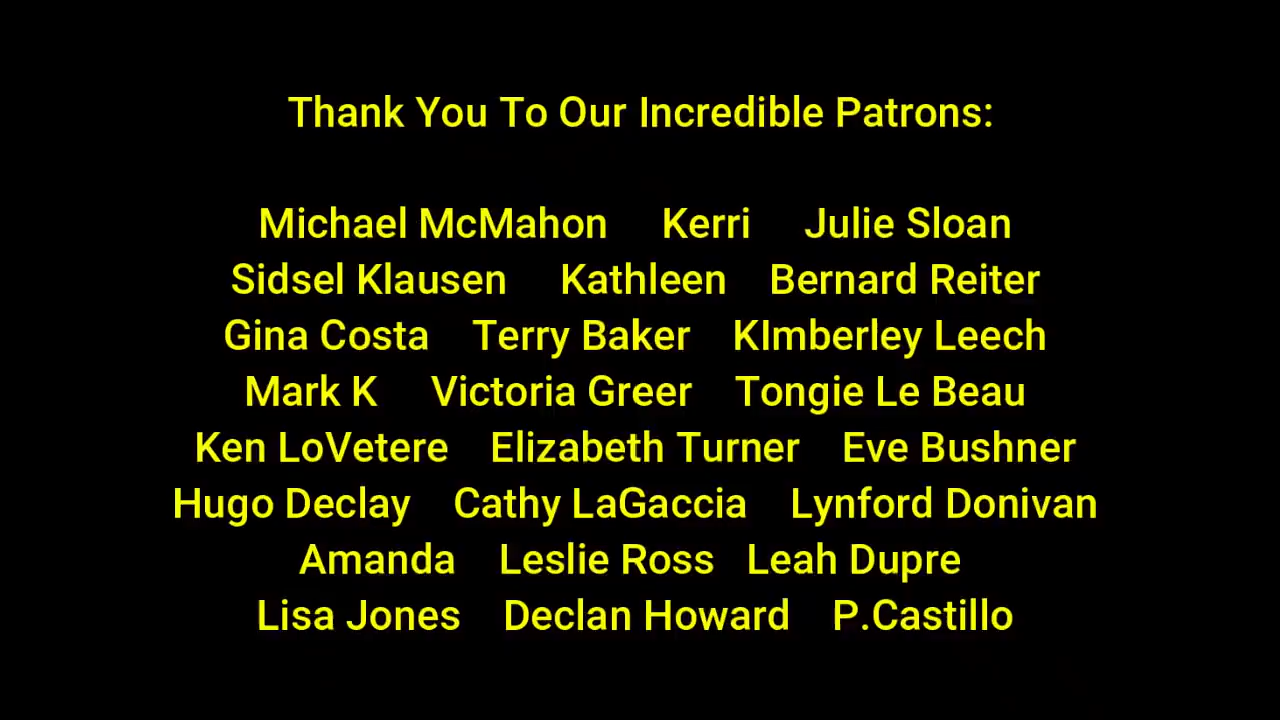 Thank You To Our Incredible Patrons:
Michael McMahon Kerri Julie Sloan
Sidsel Klausen Kathleen Bernard Reiter
Gina Costa Terry Baker KImberley Leech
Mark K Victoria Greer Tongie Le Beau
Ken LoVetere Elizabeth Turner Eve Bushner
Hugo Declay Cathy LaGaccia Lynford Donivan
Amanda Leslie Ross Leah Dupre
Lisa Jones Declan Howard P.Castillo